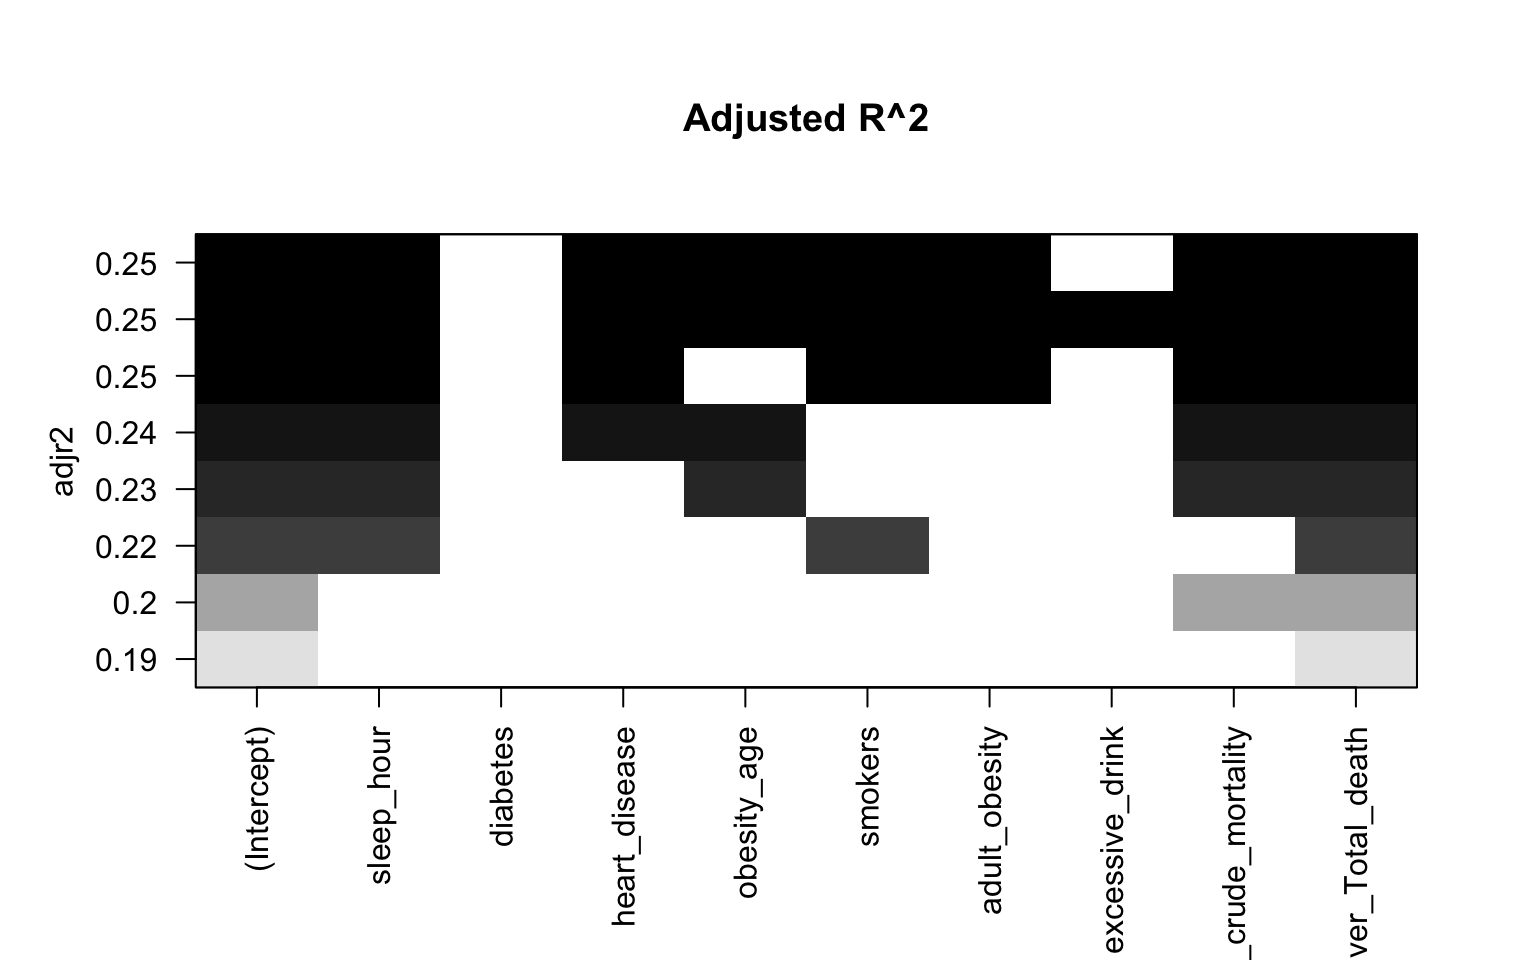 Adjusted R^2
adjr2
0.25
0.25
0.25
0.24
0.23
0.22
0.2
0.19
(Intercept)
sleep_hour
diabetes
heart_disease
obesity_age
smokers
adult_obesity
excessive_drink
_crude_mortality
ver_Total_death